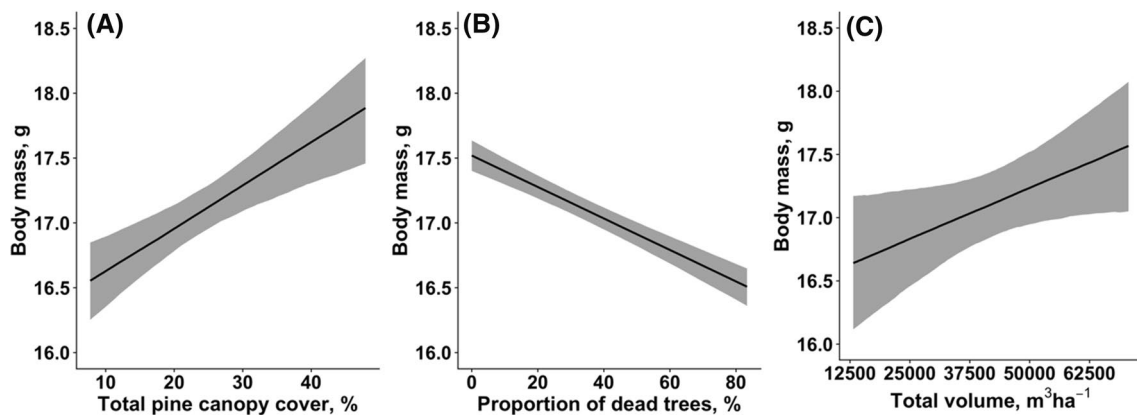 (A)
18.5
18.0
17.5
17.0
16.5
16.0
Body mass, g
10 20 30 40
Total pine canopy cover, %
(B)
18.5
18.0
17.5
17.0
16.5
16.0
Body mass, g
0 20 40 60 80
Proportion of dead trees, %
(C)
18.5
18.0
17.5
17.0
16.5
16.0
Body mass, g
12500 25000 37500 50000 62500
Total volume, m³ha⁻¹